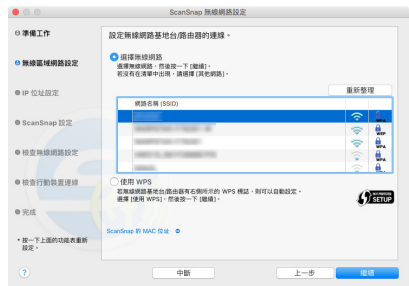 ScanSnap 無線網路設定
準備工作
設定無線網路基地台/路由器的連線。
無線區域網路設定
選擇無線網路
選擇無線網路,然後按一下 [繼續]。
若沒有在清單中出現,請選擇 [其他網路]。
重新整理
IP 位址設定
網路名稱 (SSID)
WPA
ScanSnap 設定
WEP
WPA
檢查無線網路設定
WPA
檢查行動裝置連線
使用 WPS
若無線網路基地台/路由器有右側所示的 WPS 標誌,則可以自動設定。
選擇 [使用 WPS],然後按一下 [繼續]。
SETUP
完成
ScanSnap 的 MAC 位址
按一下上面的功能表重新
設定。
?
中斷
上一步
繼續